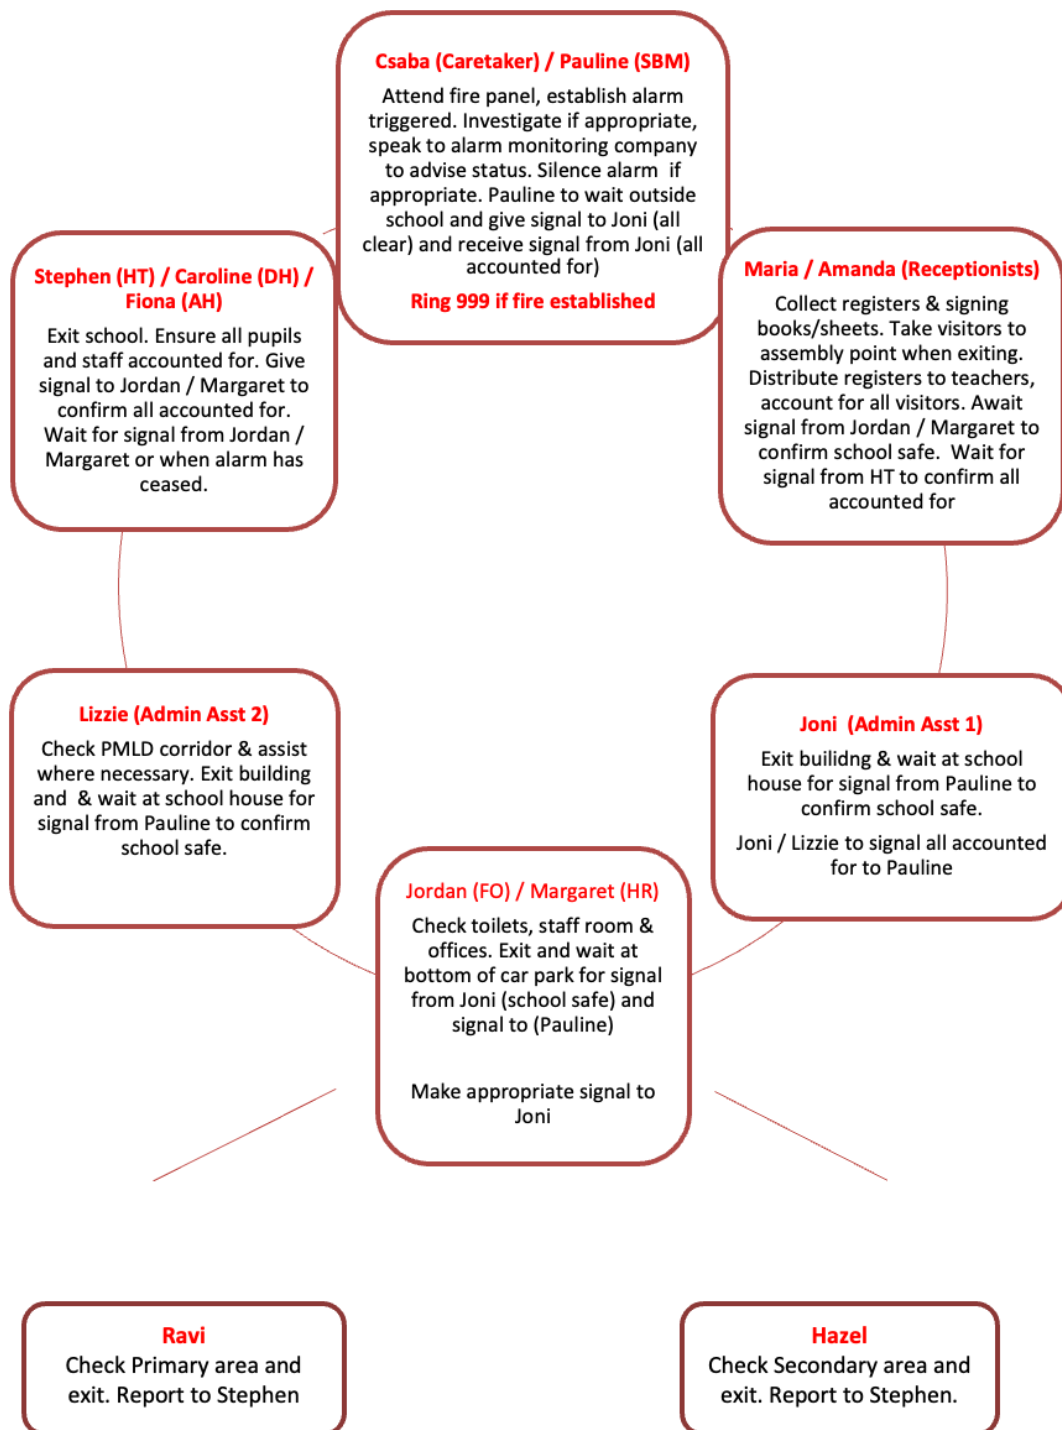 Csaba (Caretaker) / Pauline (SBM)
Attend fire panel, establish alarm
triggered. Investigate if appropriate,
speak to alarm monitoring company
to advise status. Silence alarm  if
appropriate. Pauline to wait outside
school and give signal to Joni (all
clear) and receive signal from Joni (all
accounted for)
Ring 999 if fire established
Stephen (HT) / Caroline (DH) /
Fiona (AH)
Exit school. Ensure all pupils
and staff accounted for. Give
signal to Jordan / Margaret to
confirm all accounted for.
Wait for signal from Jordan /
Margaret or when alarm has
ceased.
Maria / Amanda (Receptionists)
Collect registers & signing
books/sheets. Take visitors to
assembly point when exiting.
Distribute registers to teachers,
account for all visitors. Await
signal from Jordan / Margaret to
confirm school safe.  Wait for
signal from HT to confirm all
accounted for
Lizzie (Admin Asst 2)
Check PMLD corridor & assist
where necessary. Exit building
and  & wait at school house for
signal from Pauline to confirm
school safe.
Joni  (Admin Asst 1)
Exit builidng & wait at school
house for signal from Pauline to
confirm school safe.
Joni / Lizzie to signal all accounted
for to Pauline
Jordan (FO) / Margaret (HR)
Check toilets, staff room &
offices. Exit and wait at
bottom of car park for signal
from Joni (school safe) and
signal to (Pauline)
Make appropriate signal to
Joni
Ravi
Check Primary area and
exit. Report to Stephen
Hazel
Check Secondary area and
exit. Report to Stephen.